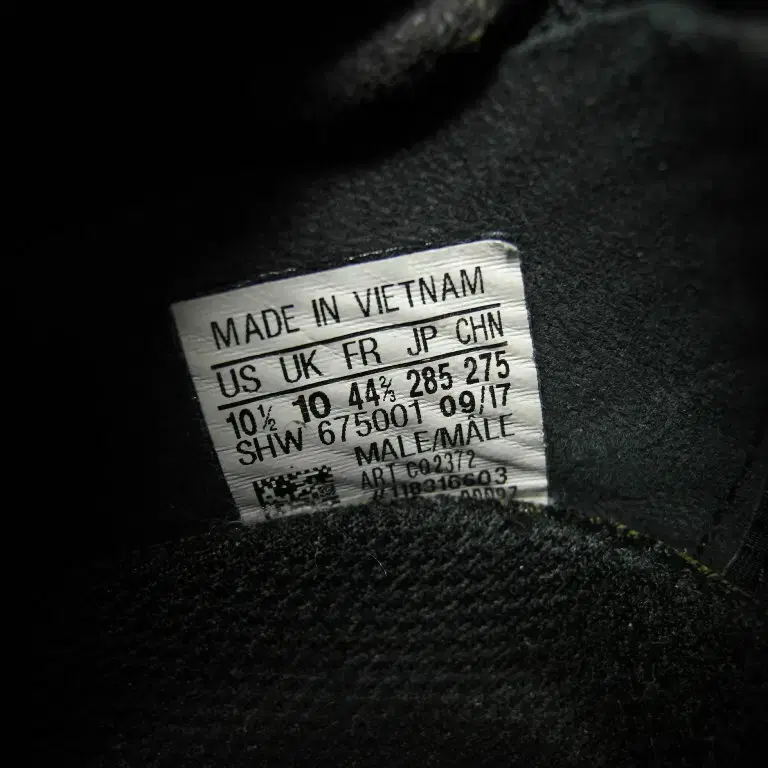 MADE IN VIETNAM
US UK FR JP CHN
10½ 10 44⅔ 285 275
SHW 675001 09/17
MALE/MÂLE
ART CQ2372